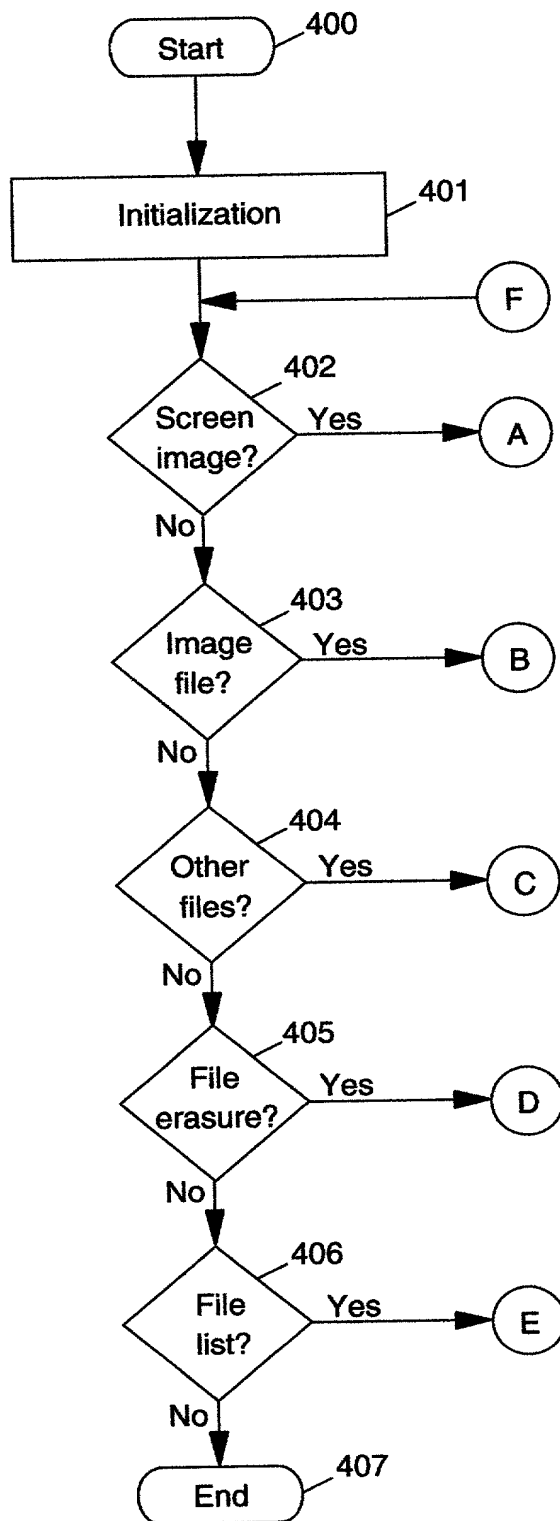 Start
400
Initialization
401
F
402
Screen
image?
Yes
A
No
403
Image
file?
Yes
B
No
404
Other
files?
Yes
C
No
405
File
erasure?
Yes
D
No
406
File
list?
Yes
E
No
End
407